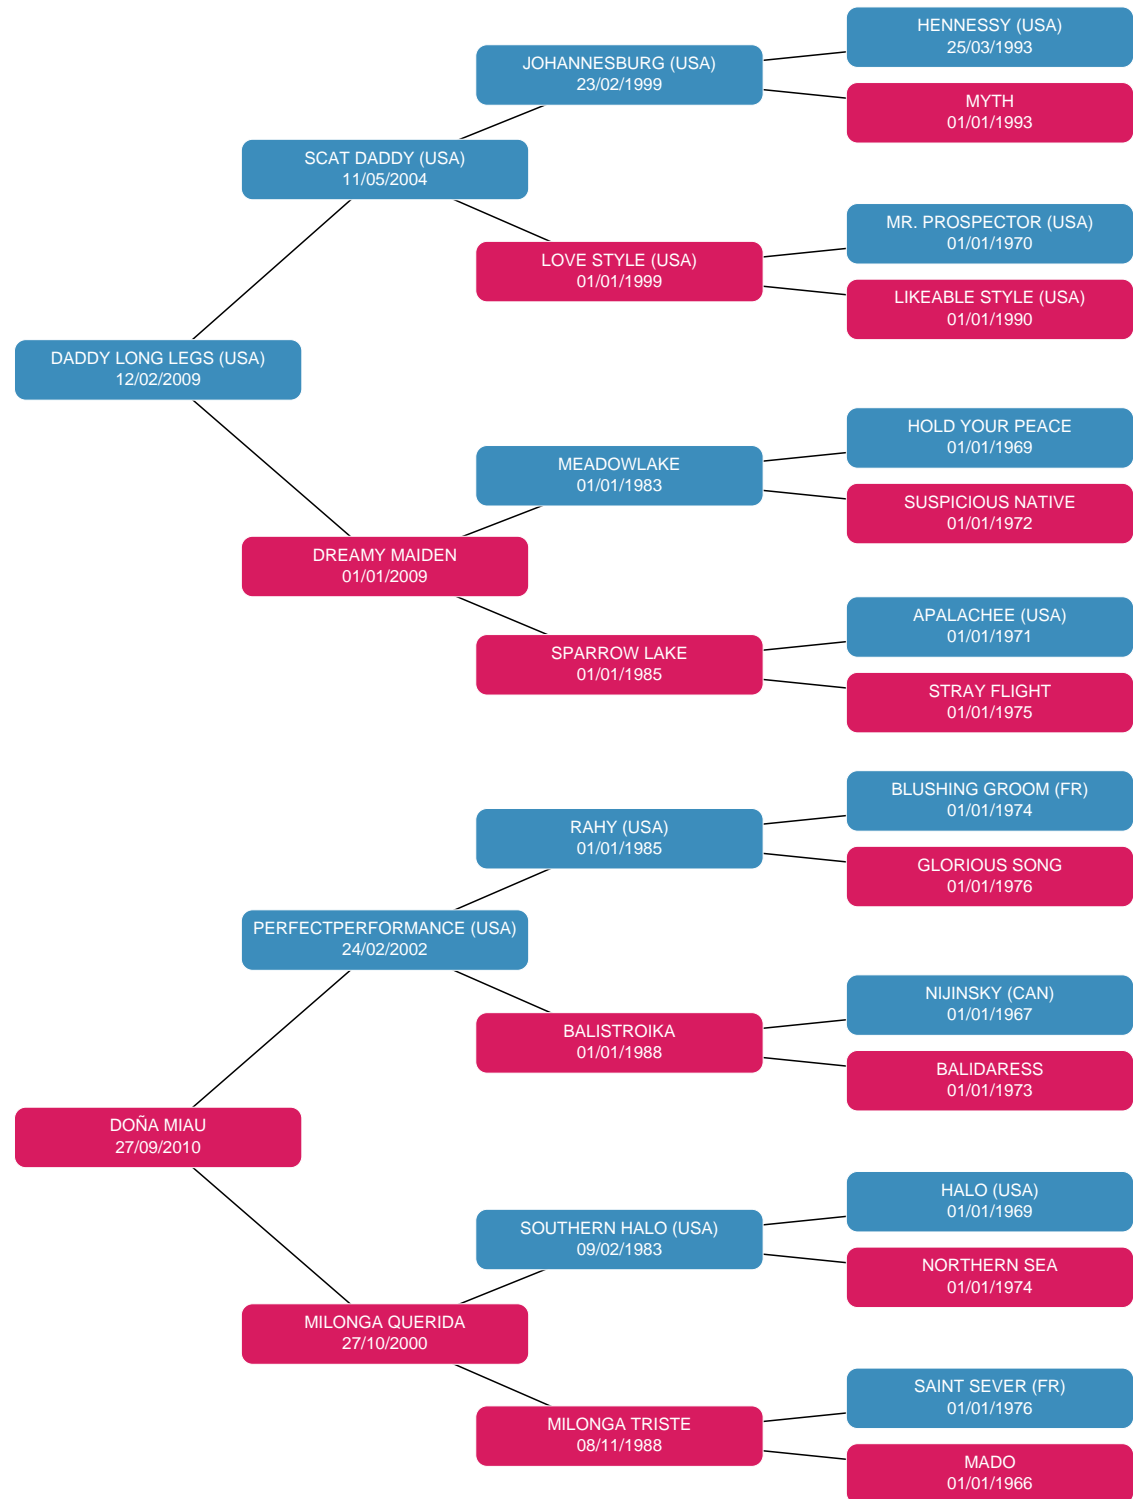 HENNESSY (USA)
25/03/1993
JOHANNESBURG (USA)
23/02/1999
MYTH
01/01/1993
SCAT DADDY (USA)
11/05/2004
MR. PROSPECTOR (USA)
01/01/1970
LOVE STYLE (USA)
01/01/1999
LIKEABLE STYLE (USA)
01/01/1990
DADDY LONG LEGS (USA)
12/02/2009
HOLD YOUR PEACE
01/01/1969
MEADOWLAKE
01/01/1983
SUSPICIOUS NATIVE
01/01/1972
DREAMY MAIDEN
01/01/2009
APALACHEE (USA)
01/01/1971
SPARROW LAKE
01/01/1985
STRAY FLIGHT
01/01/1975
BLUSHING GROOM (FR)
01/01/1974
RAHY (USA)
01/01/1985
GLORIOUS SONG
01/01/1976
PERFECTPERFORMANCE (USA)
24/02/2002
NIJINSKY (CAN)
01/01/1967
BALISTROIKA
01/01/1988
BALIDARESS
01/01/1973
DOÑA MIAU
27/09/2010
HALO (USA)
01/01/1969
SOUTHERN HALO (USA)
09/02/1983
NORTHERN SEA
01/01/1974
MILONGA QUERIDA
27/10/2000
SAINT SEVER (FR)
01/01/1976
MILONGA TRISTE
08/11/1988
MADO
01/01/1966